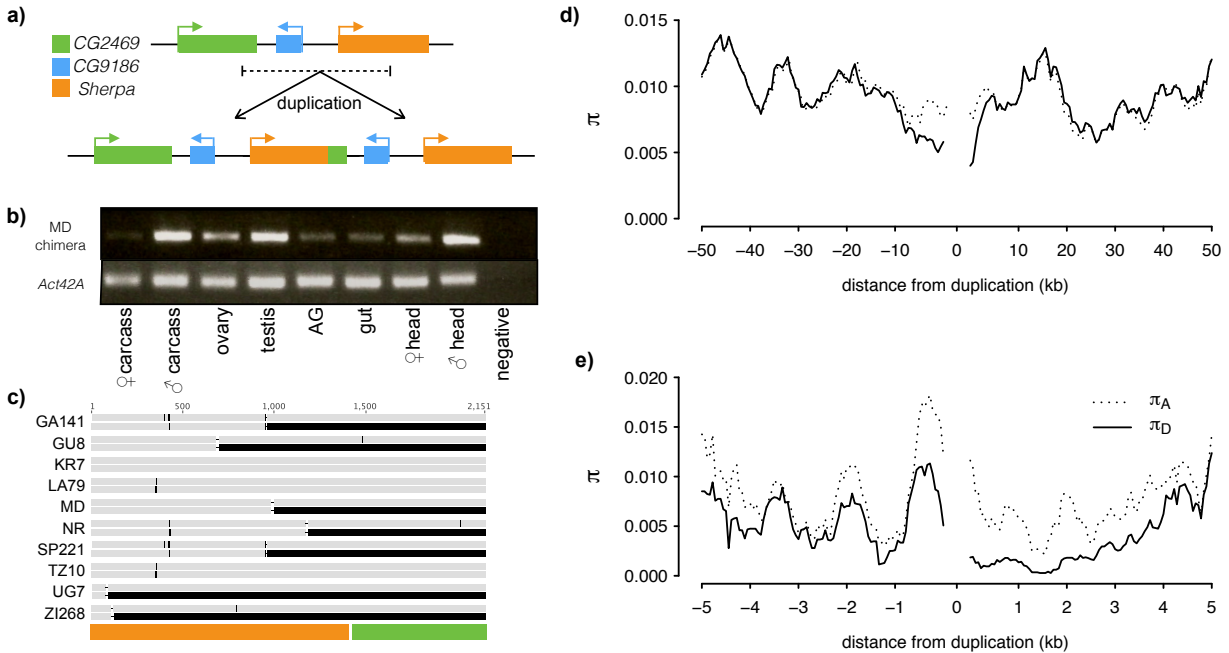 a)
CG2469
CG9186
Sherpa
duplication
b)
MD
chimera
Act42A
♀ carcass
♂ carcass
ovary
testis
AG
gut
♀ head
♂ head
negative
c)
1 500 1,000 1,500 2,151
GA141
GU8
KR7
LA79
MD
NR
SP221
TZ10
UG7
ZI268
d)
π
0.015
0.010
0.005
0.000
−50 −40 −30 −20 −10 0 10 20 30 40 50
distance from duplication (kb)
e)
π
0.020
0.015
0.010
0.005
0.000
πA
πD
−5 −4 −3 −2 −1 0 1 2 3 4 5
distance from duplication (kb)